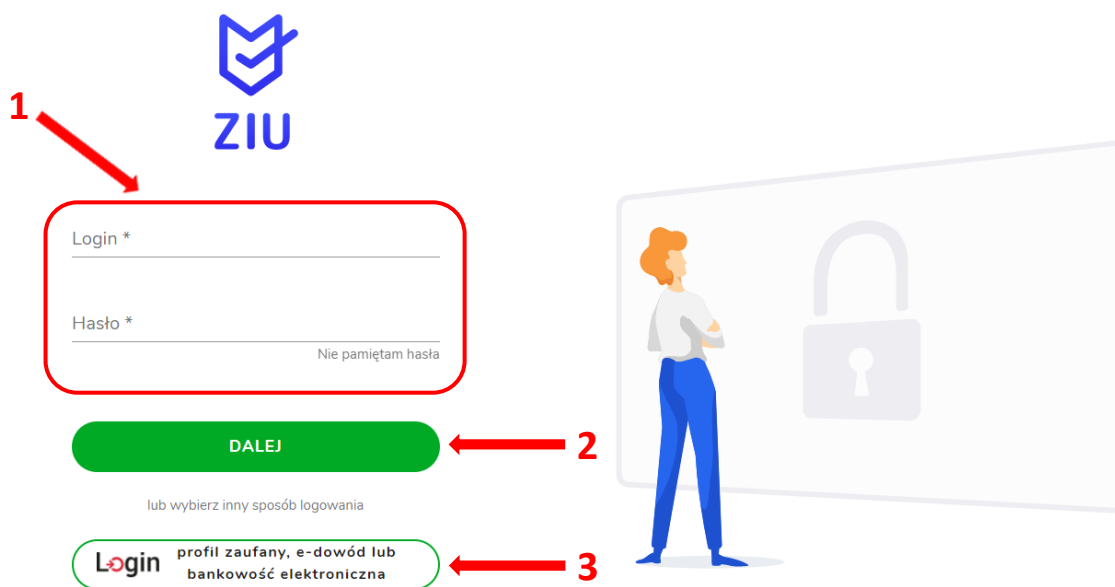 1
ZIU
Login *
Hasło *
Nie pamiętam hasła
DALEJ
2
lub wybierz inny sposób logowania
Login profil zaufany, e-dowód lub
bankowość elektroniczna
3